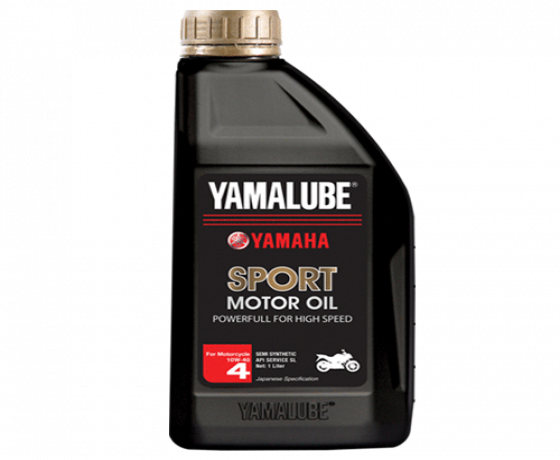 YAMALUBE®
YAMAHA
SPORT
MOTOR OIL
POWERFULL FOR HIGH SPEED
For Motorcycle
10W-40
4
SEMI SYNTHETIC
API SERVICE SL
Net: 1 Liter
Japanese Specification
YAMALUBE®